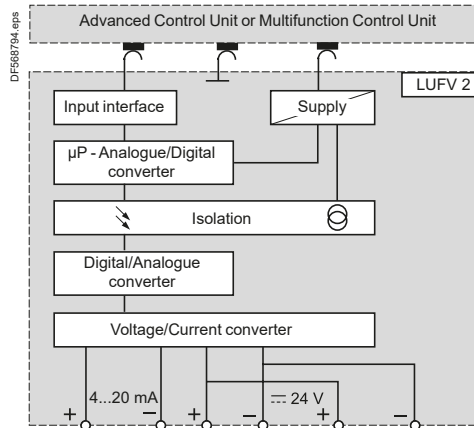 DF568794.eps
Advanced Control Unit or Multifunction Control Unit
LUFV 2
Input interface
Supply
µP - Analogue/Digital
converter
Isolation
Digital/Analogue
converter
Voltage/Current converter
4...20 mA
24 V
+ − + − + −